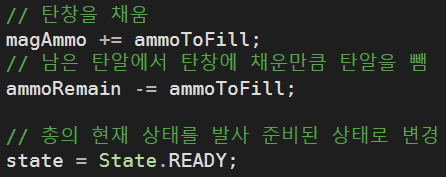 // 탄창을 채움
magAmmo += ammoToFill;
// 남은 탄알에서 탄창에 채운만큼 탄알을 뺌
ammoRemain -= ammoToFill;

// 총의 현재 상태를 발사 준비된 상태로 변경
state = State.READY;